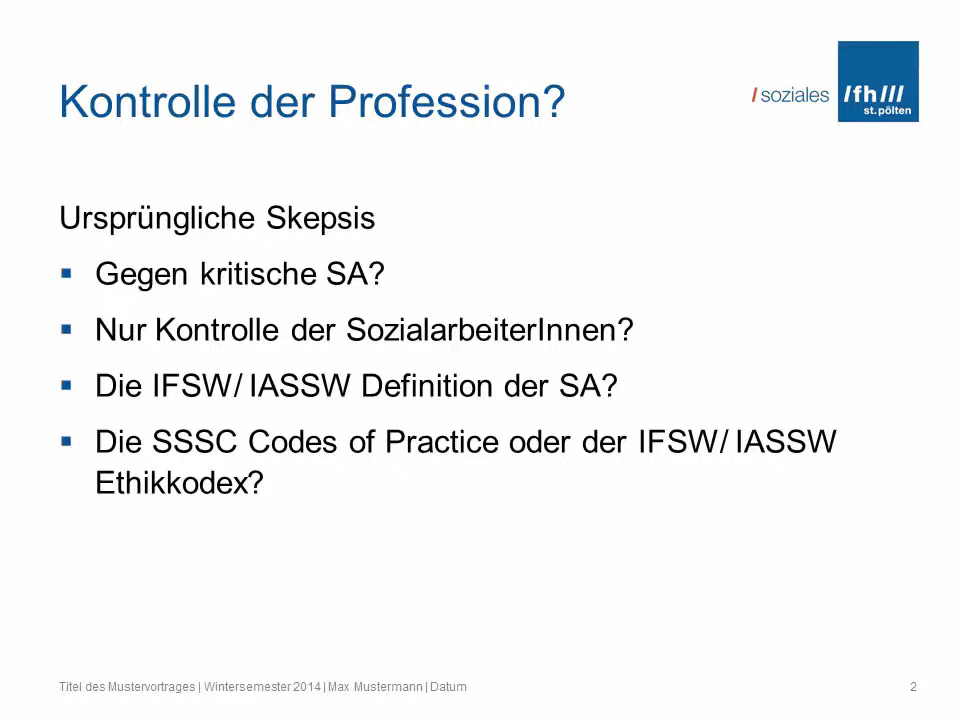 Kontrolle der Profession?
/ soziales
fh///
st.pölten
Ursprüngliche Skepsis
Gegen kritische SA?
Nur Kontrolle der SozialarbeiterInnen?
Die IFSW/ IASSW Definition der SA?
Die SSSC Codes of Practice oder der IFSW/ IASSW
Ethikkodex?
Titel des Mustervortrages | Wintersemester 2014 | Max Mustermann | Datum
2